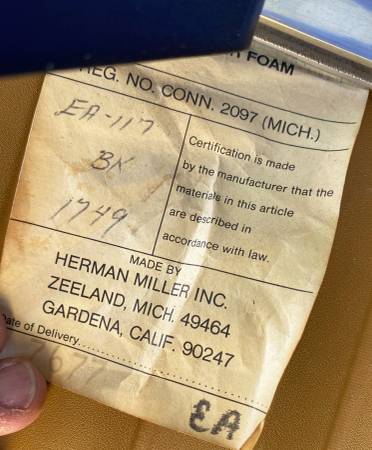 FOAM
REG. NO. CONN. 2097 (MICH.)
EA-117
BK
1749
Certification is made
by the manufacturer that the
materials in this article
are described in
accordance with law.
MADE BY
HERMAN MILLER INC.
ZEELAND, MICH. 49464
GARDENA, CALIF. 90247
Date of Delivery
EA